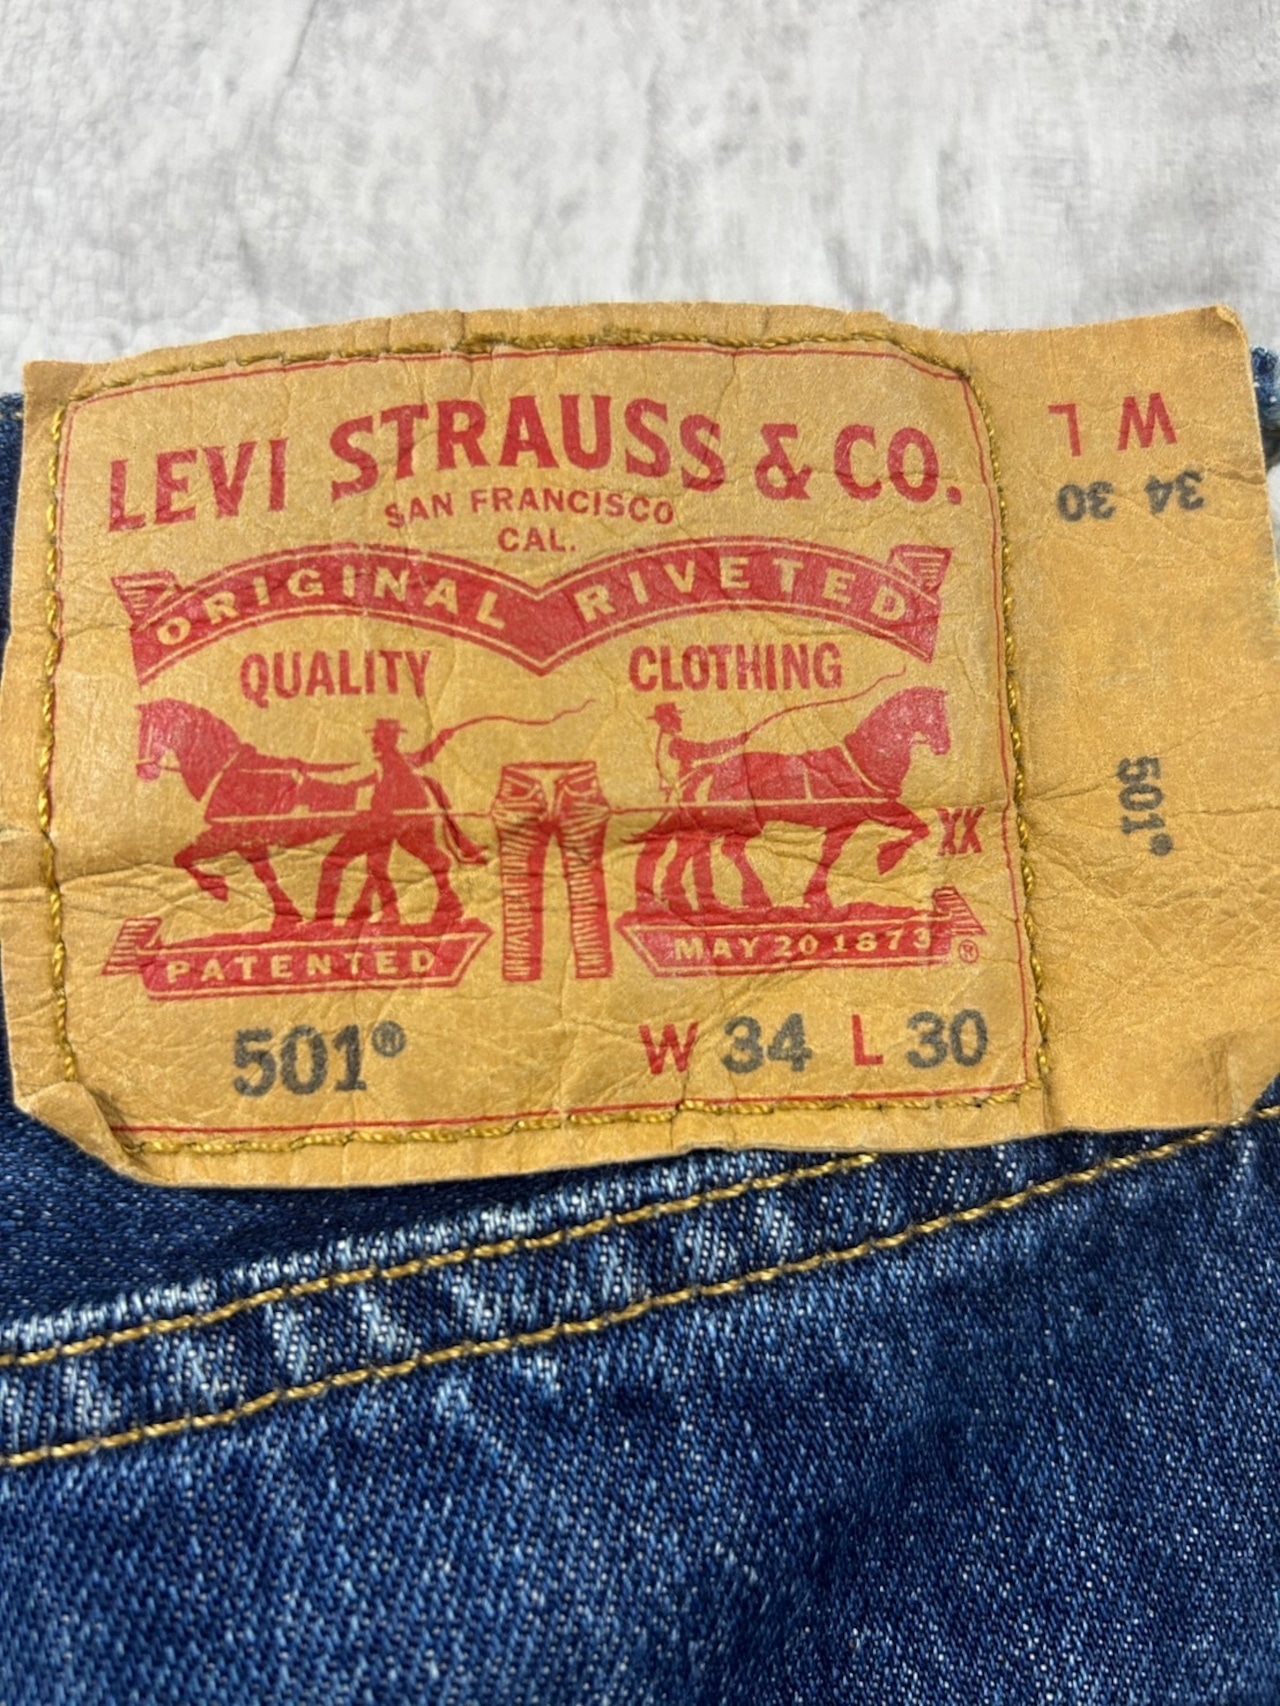 LEVI STRAUSS & CO.
SAN FRANCISCO
CAL.
ORIGINAL RIVETED
QUALITY CLOTHING
XX
PATENTED MAY 20 1873 ®
501® W 34 L 30
W L
34 30
501®